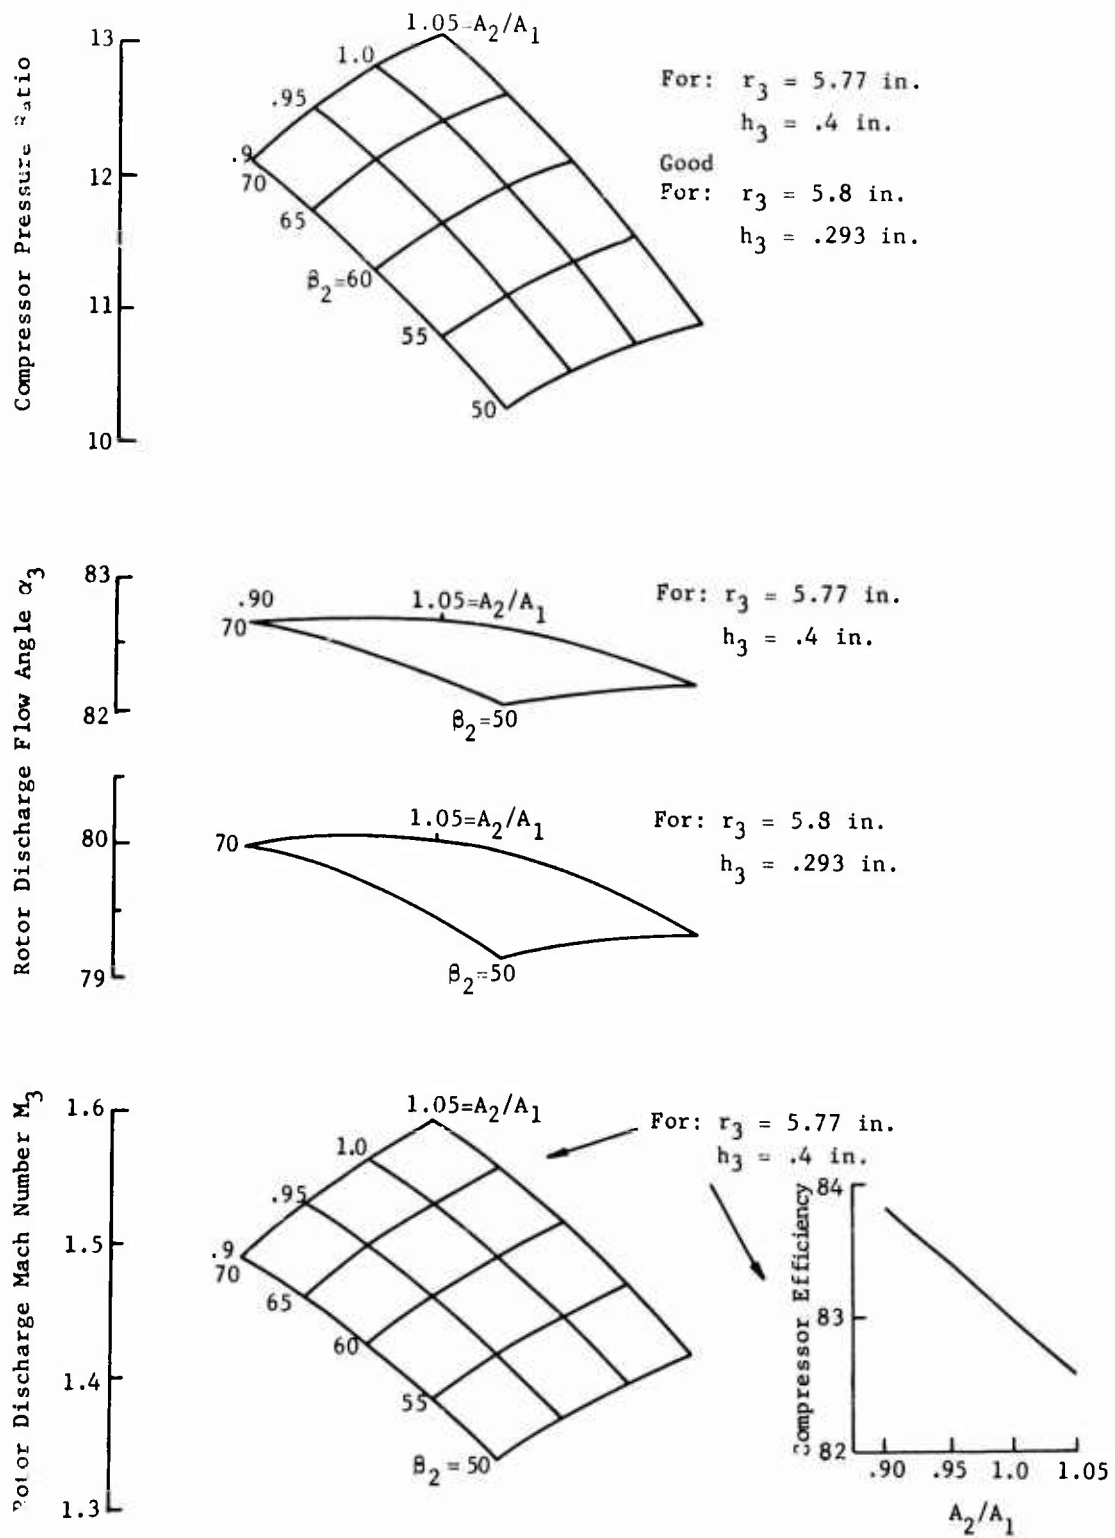 Compressor Pressure Ratio
13
12
11
10
1.05 A2/A1
1.0
.95
.9
70
65
β2=60
55
50
For: r3 = 5.77 in.
h3 = .4 in.
Good
For: r3 = 5.8 in.
h3 = .293 in.
Rotor Discharge Flow Angle α3
83
82
.90
70
1.05=A2/A1
β2=50
For: r3 = 5.77 in.
h3 = .4 in.
80
79
70
1.05=A2/A1
β2=50
For: r3 = 5.8 in.
h3 = .293 in.
Rotor Discharge Mach Number M3
1.6
1.5
1.4
1.3
1.05=A2/A1
1.0
.95
.9
70
65
60
55
β2 = 50
For: r3 = 5.77 in.
h3 = .4 in.
Compressor Efficiency
84
83
82
.90 .95 1.0 1.05
A2/A1